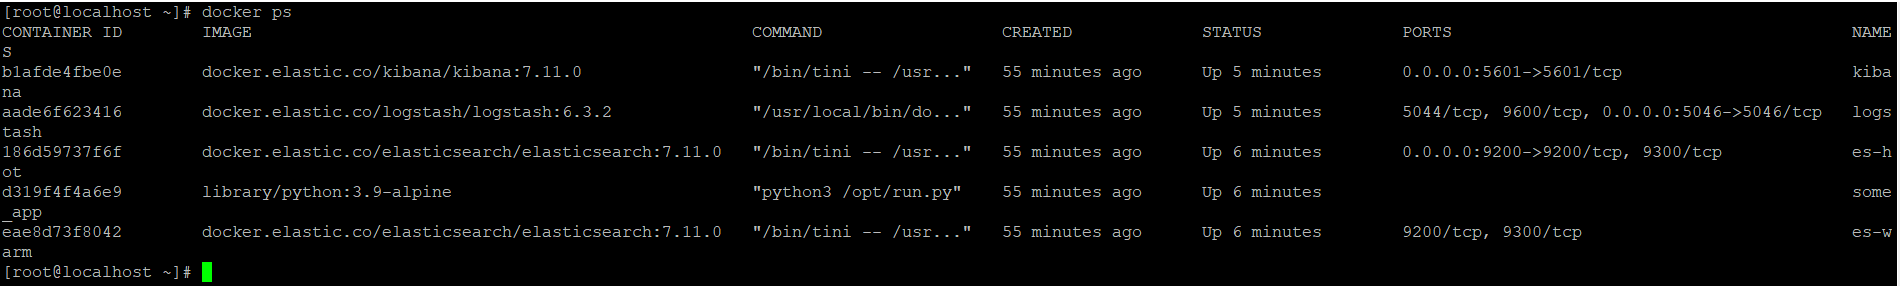 [root@localhost ~]# docker ps
CONTAINER ID        IMAGE                                                  COMMAND                  CREATED             STATUS              PORTS                                        NAME
S
b1afde4fbe0e        docker.elastic.co/kibana/kibana:7.11.0                 "/bin/tini -- /usr..."   55 minutes ago      Up 5 minutes        0.0.0.0:5601->5601/tcp                       kiba
na
aade6f623416        docker.elastic.co/logstash/logstash:6.3.2              "/usr/local/bin/do..."   55 minutes ago      Up 5 minutes        5044/tcp, 9600/tcp, 0.0.0.0:5046->5046/tcp   logs
tash
186d59737f6f        docker.elastic.co/elasticsearch/elasticsearch:7.11.0   "/bin/tini -- /usr..."   55 minutes ago      Up 6 minutes        0.0.0.0:9200->9200/tcp, 9300/tcp             es-h
ot
d319f4f4a6e9        library/python:3.9-alpine                              "python3 /opt/run.py"    55 minutes ago      Up 6 minutes                                                     some
_app
eae8d73f8042        docker.elastic.co/elasticsearch/elasticsearch:7.11.0   "/bin/tini -- /usr..."   55 minutes ago      Up 6 minutes        9200/tcp, 9300/tcp                           es-w
arm
[root@localhost ~]#